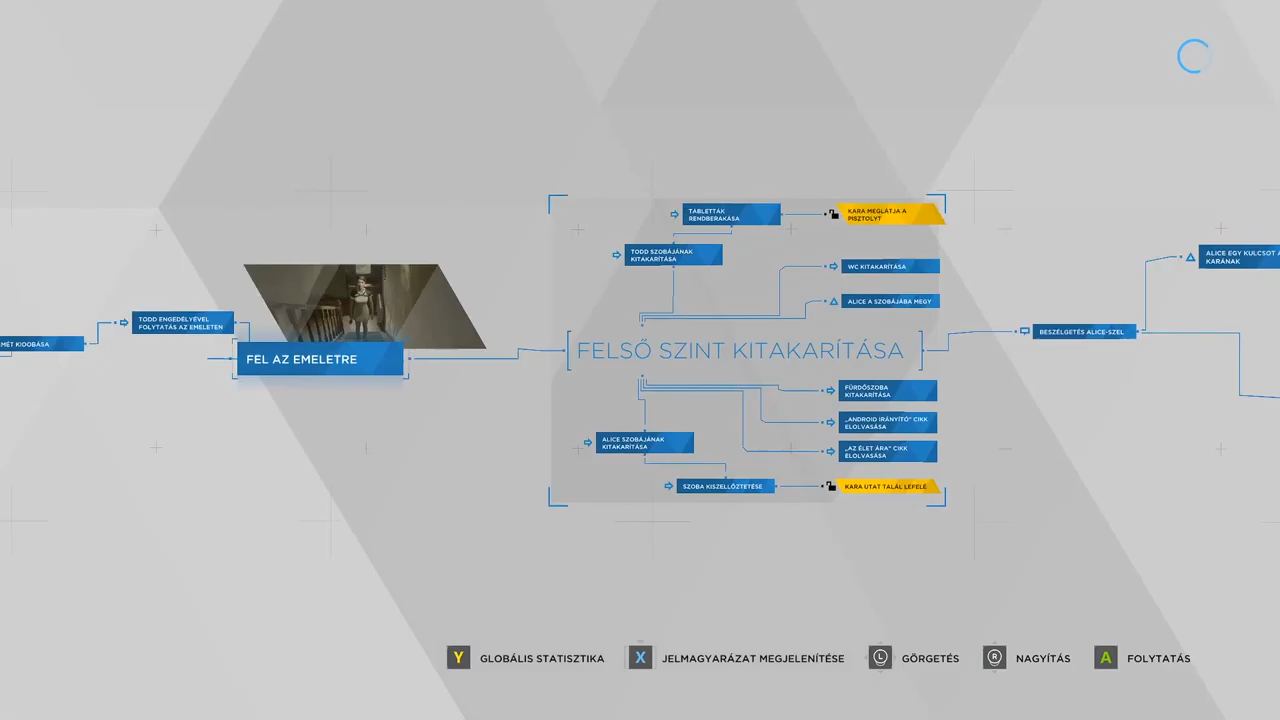 MÉT KIDOBÁSA
TODD ENGEDÉLYÉVEL
FOLYTATÁS AZ EMELETEN
FEL AZ EMELETRE
TABLETTÁK
RENDBERAKÁSA
KARA MEGLÁTJA A
PISZTOLYT
TODD SZOBÁJÁNAK
KITAKARÍTÁSA
WC KITAKARÍTÁSA
ALICE A SZOBÁJÁBA MEGY
FELSŐ SZINT KITAKARÍTÁSA
FÜRDŐSZOBA
KITAKARÍTÁSA
„ANDROID IRÁNYÍTÓ" CIKK
ELOLVASÁSA
„AZ ÉLET ÁRA" CIKK
ELOLVASÁSA
ALICE SZOBÁJÁNAK
KITAKARÍTÁSA
SZOBA KISZELLŐZTETÉSE
KARA UTAT TALÁL LEFELÉ
BESZÉLGETÉS ALICE-SZEL
ALICE EGY KULCSOT A
KARÁNAK
Y GLOBÁLIS STATISZTIKA
X JELMAGYARÁZAT MEGJELENÍTÉSE
L GÖRGETÉS
R NAGYÍTÁS
A FOLYTATÁS